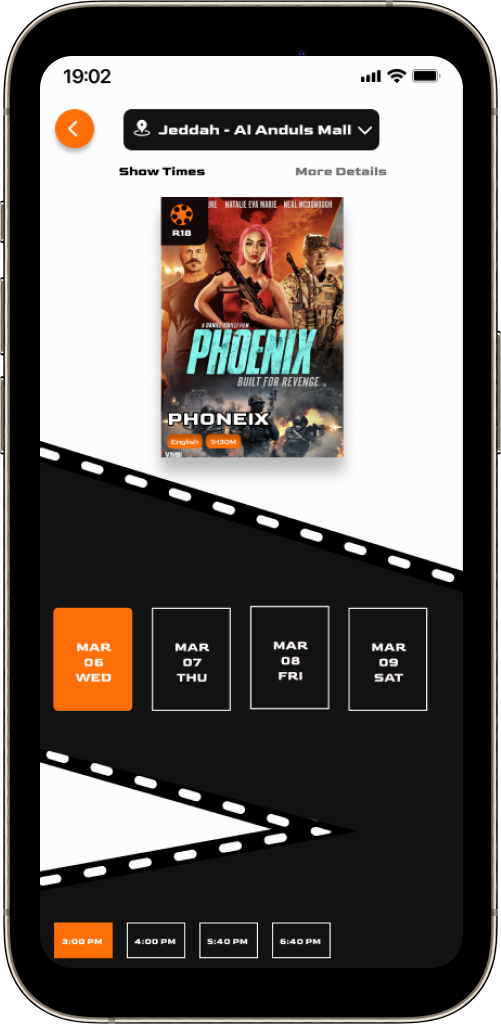 19:02
Jeddah - Al Anduls Mall
Show Times
More Details
NATALIE EVA MARIE NEAL MCDONOUGH
R18
A DANIEL ZIRILLI FILM
PHOENIX
BUILT FOR REVENGE
PHONEIX
English
1H30M
MAR
06
WED
MAR
07
THU
MAR
08
FRI
MAR
09
SAT
3:00 PM
4:00 PM
5:40 PM
6:40 PM